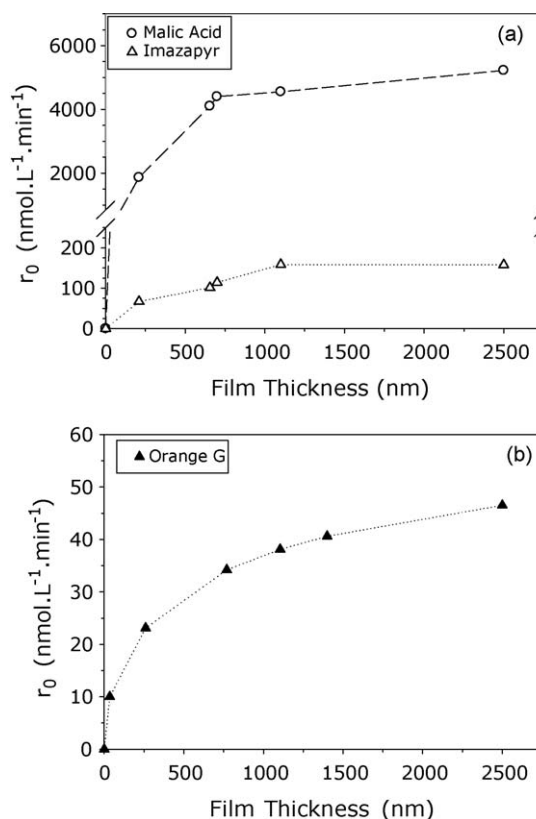 Malic Acid
Imazapyr
(a)
6000
4000
2000
200
100
0
r0 (nmol.L-1.min-1)
0 500 1000 1500 2000 2500
Film Thickness (nm)
Orange G
(b)
60
50
40
30
20
10
0
r0 (nmol.L-1.min-1)
0 500 1000 1500 2000 2500
Film Thickness (nm)